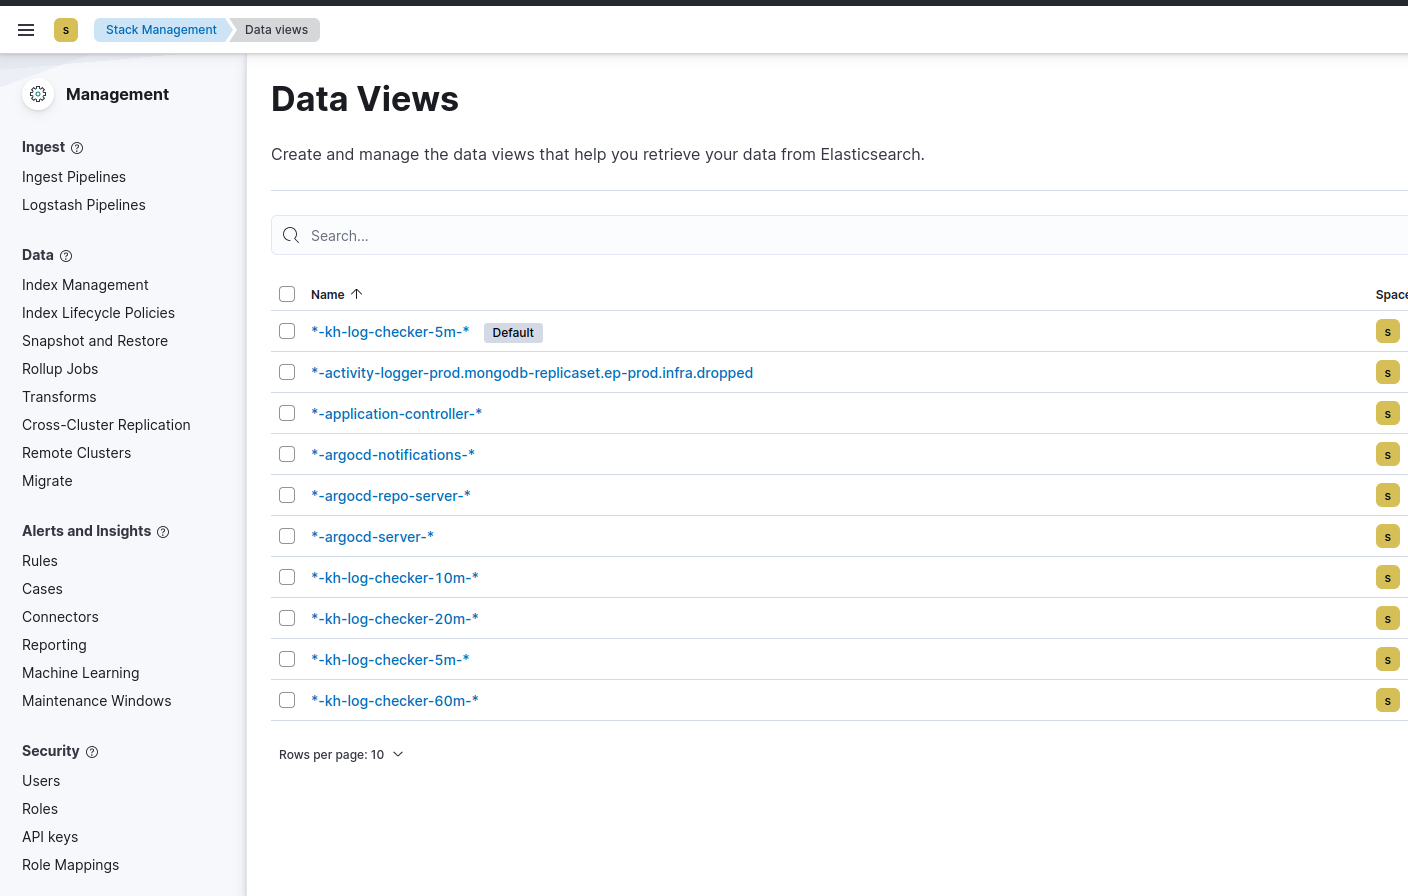 s
Stack Management
Data views
Management
Ingest
Ingest Pipelines
Logstash Pipelines
Data
Index Management
Index Lifecycle Policies
Snapshot and Restore
Rollup Jobs
Transforms
Cross-Cluster Replication
Remote Clusters
Migrate
Alerts and Insights
Rules
Cases
Connectors
Reporting
Machine Learning
Maintenance Windows
Security
Users
Roles
API keys
Role Mappings
Data Views
Create and manage the data views that help you retrieve your data from Elasticsearch.
Search...
Name Space
*-kh-log-checker-5m-* Default s
*-activity-logger-prod.mongodb-replicaset.ep-prod.infra.dropped s
*-application-controller-* s
*-argocd-notifications-* s
*-argocd-repo-server-* s
*-argocd-server-* s
*-kh-log-checker-10m-* s
*-kh-log-checker-20m-* s
*-kh-log-checker-5m-* s
*-kh-log-checker-60m-* s
Rows per page: 10